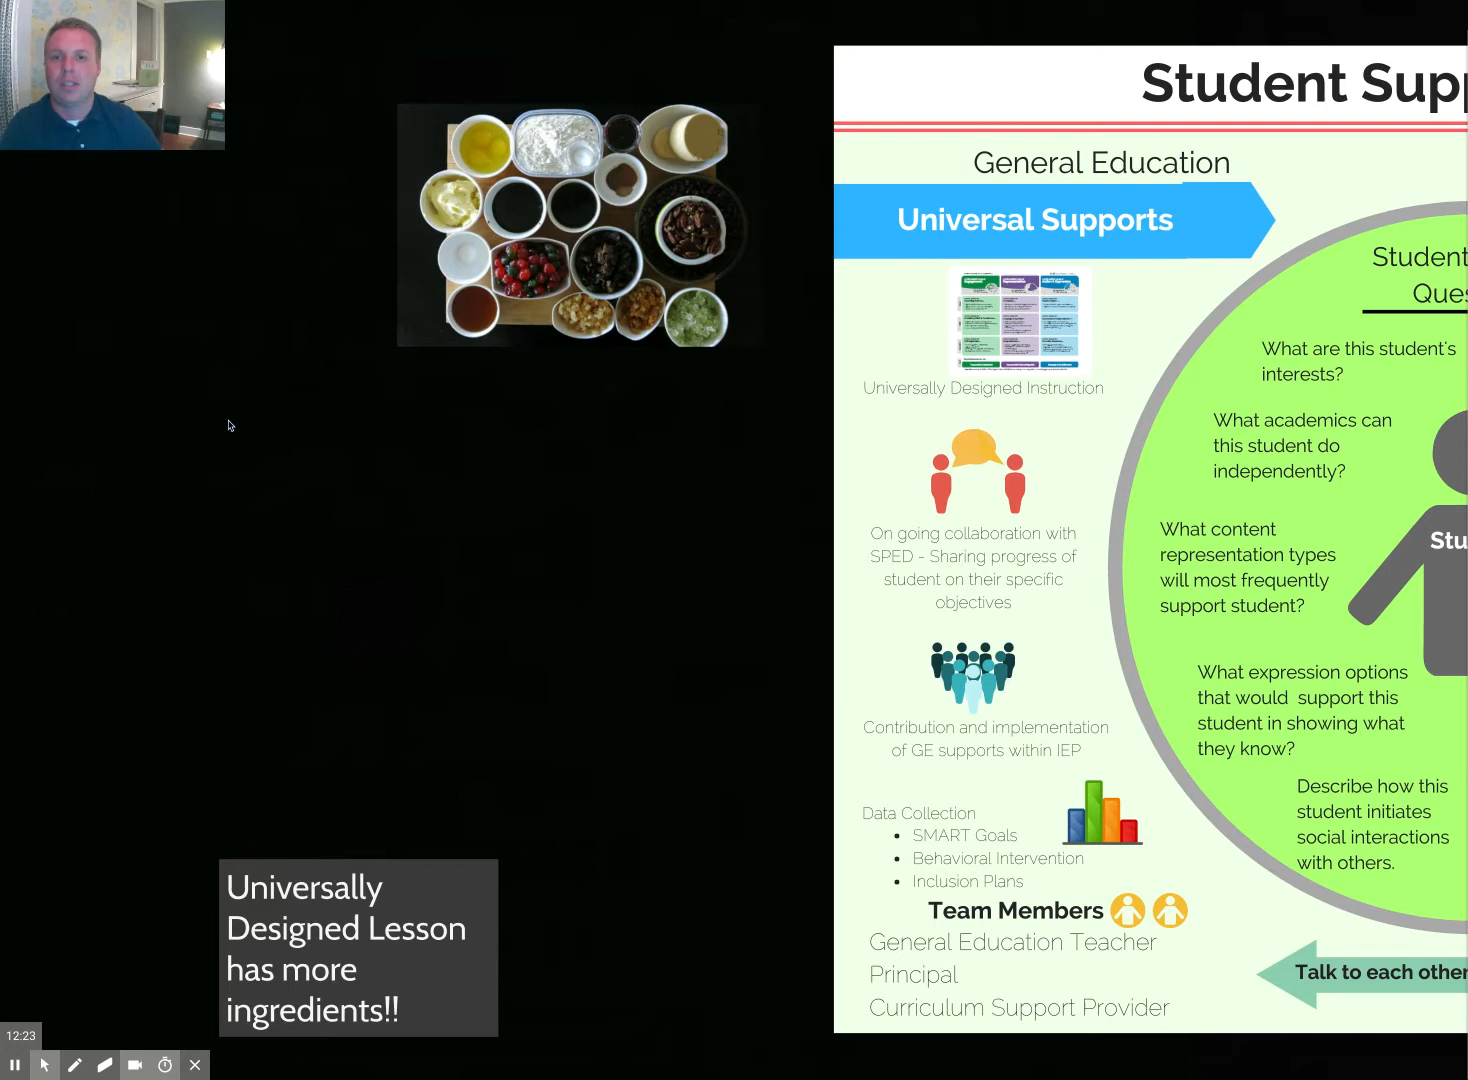 Student Supp
General Education
Universal Supports
Universally Designed Instruction
On going collaboration with
SPED - Sharing progress of
student on their specific
objectives
Contribution and implementation
of GE supports within IEP
Data Collection
SMART Goals
Behavioral Intervention
Inclusion Plans
Team Members
General Education Teacher
Principal
Curriculum Support Provider
Student
Ques
What are this student's
interests?
What academics can
this student do
independently?
What content
representation types
will most frequently
support student?
Stu
What expression options
that would support this
student in showing what
they know?
Describe how this
student initiates
social interactions
with others.
Talk to each other
Universally
Designed Lesson
has more
ingredients!!
12:23